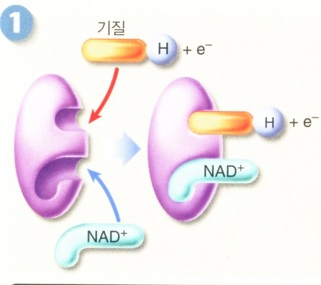 1
기질
H + e⁻
H + e⁻
NAD⁺
NAD⁺